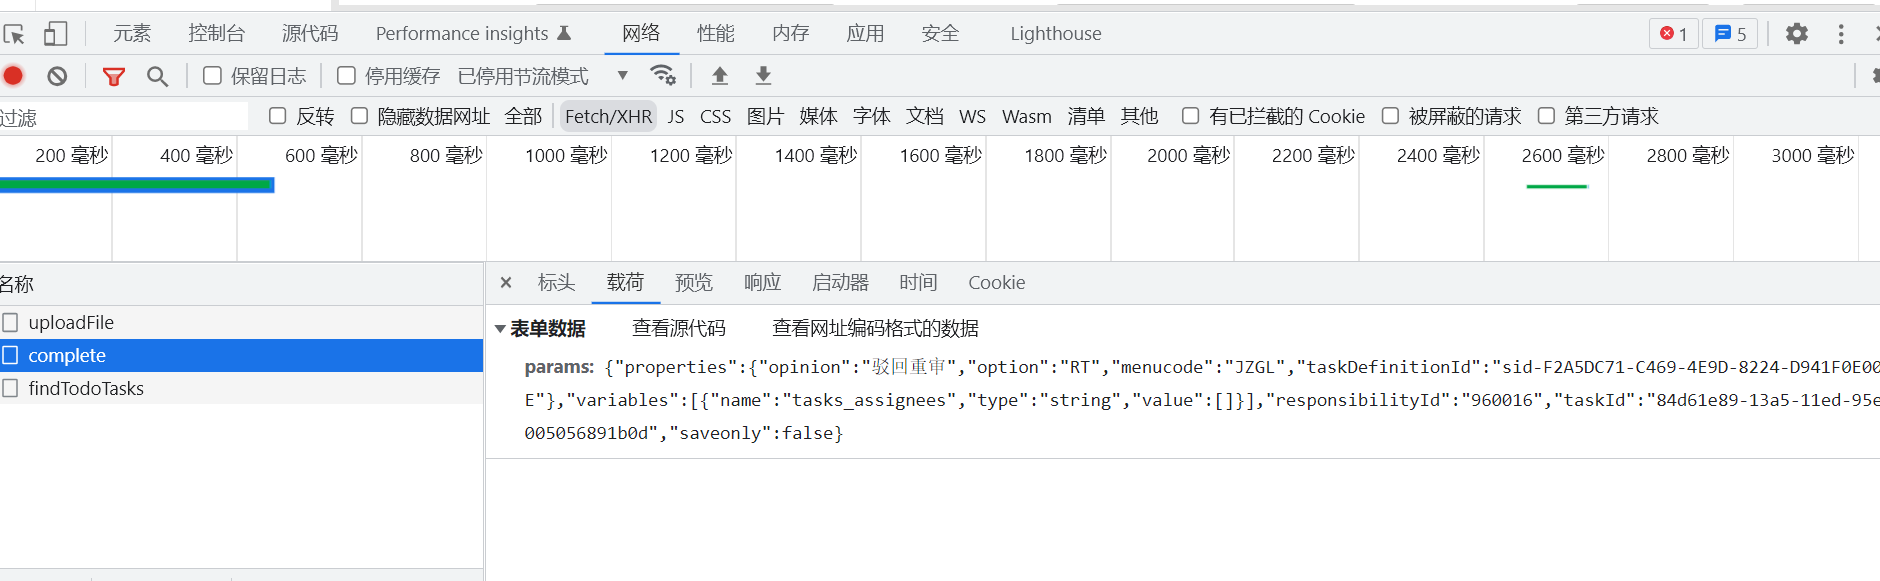 元素 控制台 源代码 Performance insights 网络 性能 内存 应用 安全 Lighthouse 1 5
保留日志 停用缓存 已停用节流模式
过滤 反转 隐藏数据网址 全部 Fetch/XHR JS CSS 图片 媒体 字体 文档 WS Wasm 清单 其他 有已拦截的 Cookie 被屏蔽的请求 第三方请求
200 毫秒 400 毫秒 600 毫秒 800 毫秒 1000 毫秒 1200 毫秒 1400 毫秒 1600 毫秒 1800 毫秒 2000 毫秒 2200 毫秒 2400 毫秒 2600 毫秒 2800 毫秒 3000 毫秒
名称 × 标头 载荷 预览 响应 启动器 时间 Cookie
uploadFile
complete
findTodoTasks
表单数据 查看源代码 查看网址编码格式的数据
params: {"properties":{"opinion":"驳回重审","option":"RT","menucode":"JZGL","taskDefinitionId":"sid-F2A5DC71-C469-4E9D-8224-D941F0E00
E"},"variables":[{"name":"tasks_assignees","type":"string","value":[]}],"responsibilityId":"960016","taskId":"84d61e89-13a5-11ed-95e
005056891b0d","saveonly":false}